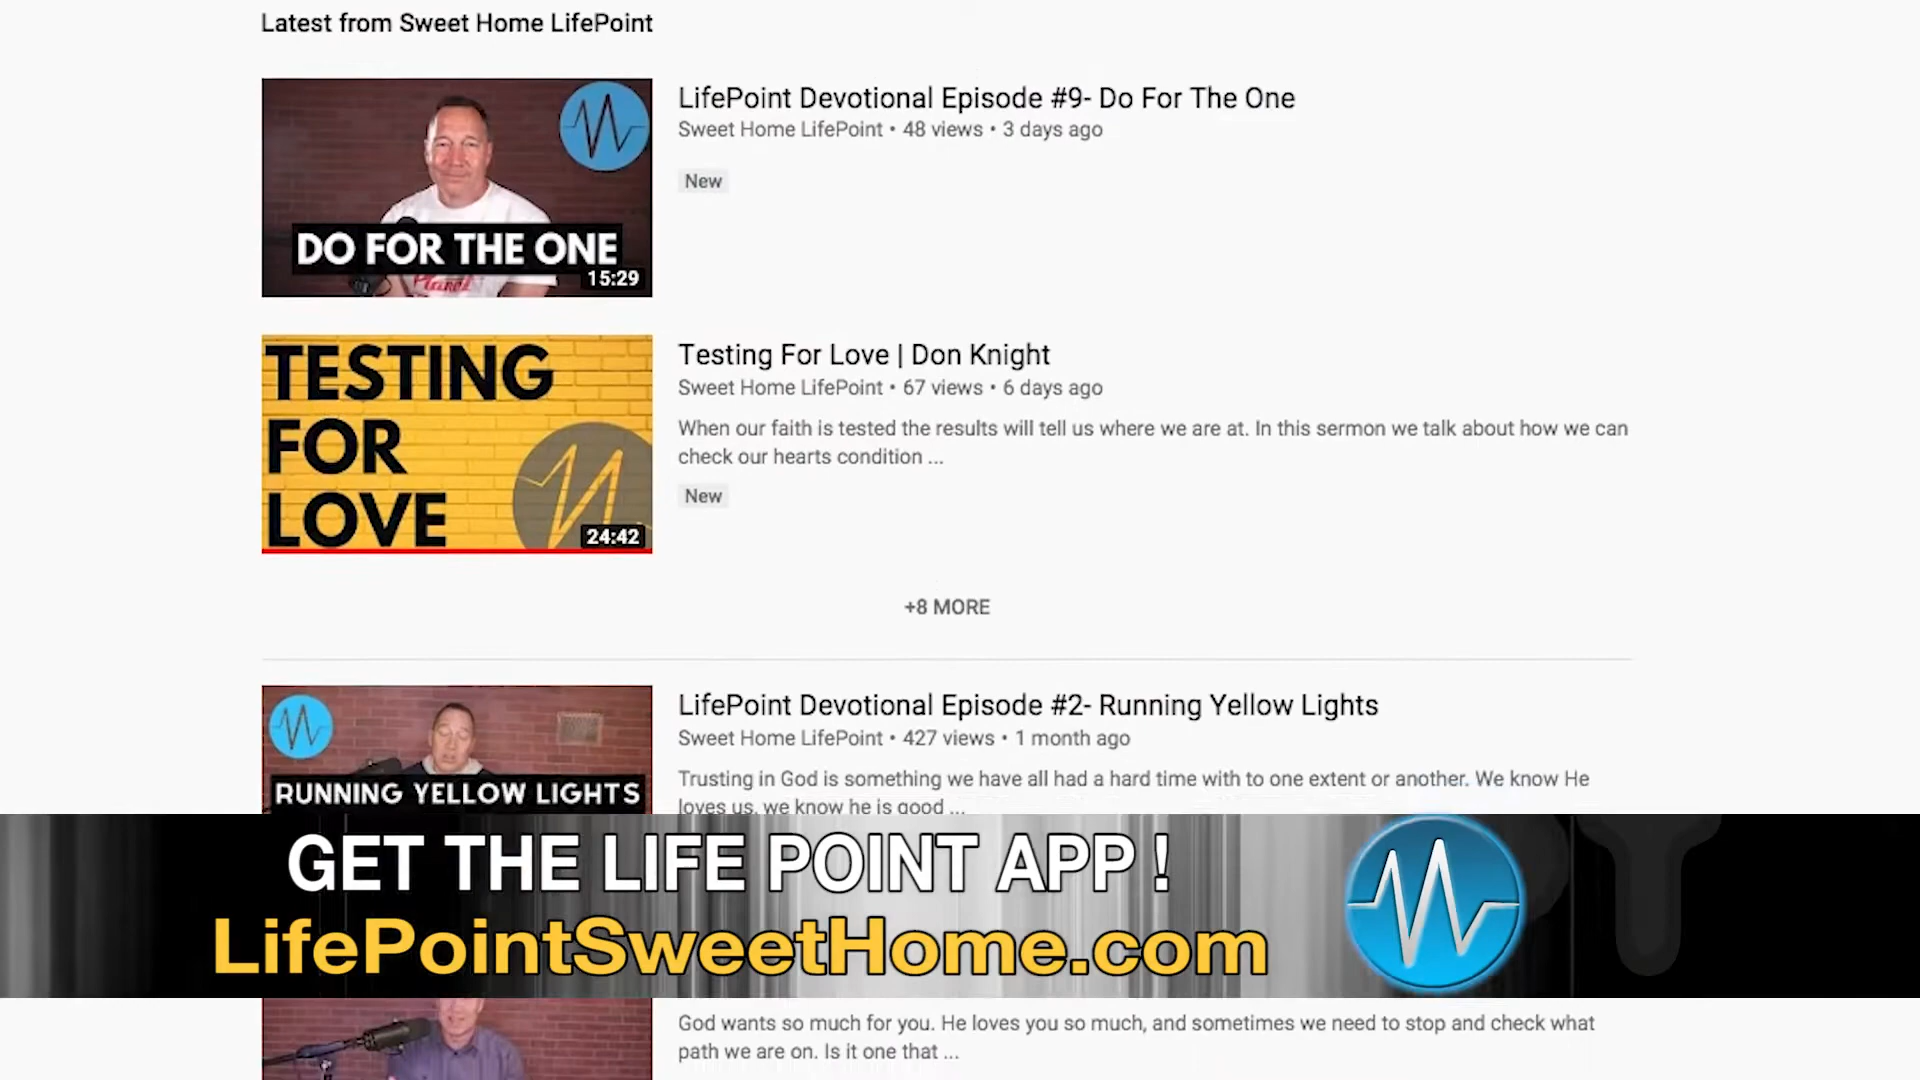 Latest from Sweet Home LifePoint
DO FOR THE ONE
15:29
LifePoint Devotional Episode #9- Do For The One
Sweet Home LifePoint • 48 views • 3 days ago
New
TESTING
FOR
LOVE
24:42
Testing For Love | Don Knight
Sweet Home LifePoint • 67 views • 6 days ago
When our faith is tested the results will tell us where we are at. In this sermon we talk about how we can
check our hearts condition ...
New
+8 MORE
RUNNING YELLOW LIGHTS
LifePoint Devotional Episode #2- Running Yellow Lights
Sweet Home LifePoint • 427 views • 1 month ago
Trusting in God is something we have all had a hard time with to one extent or another. We know He
loves us, we know he is good ...
GET THE LIFE POINT APP !
LifePointSweetHome.com
God wants so much for you. He loves you so much, and sometimes we need to stop and check what
path we are on. Is it one that ...